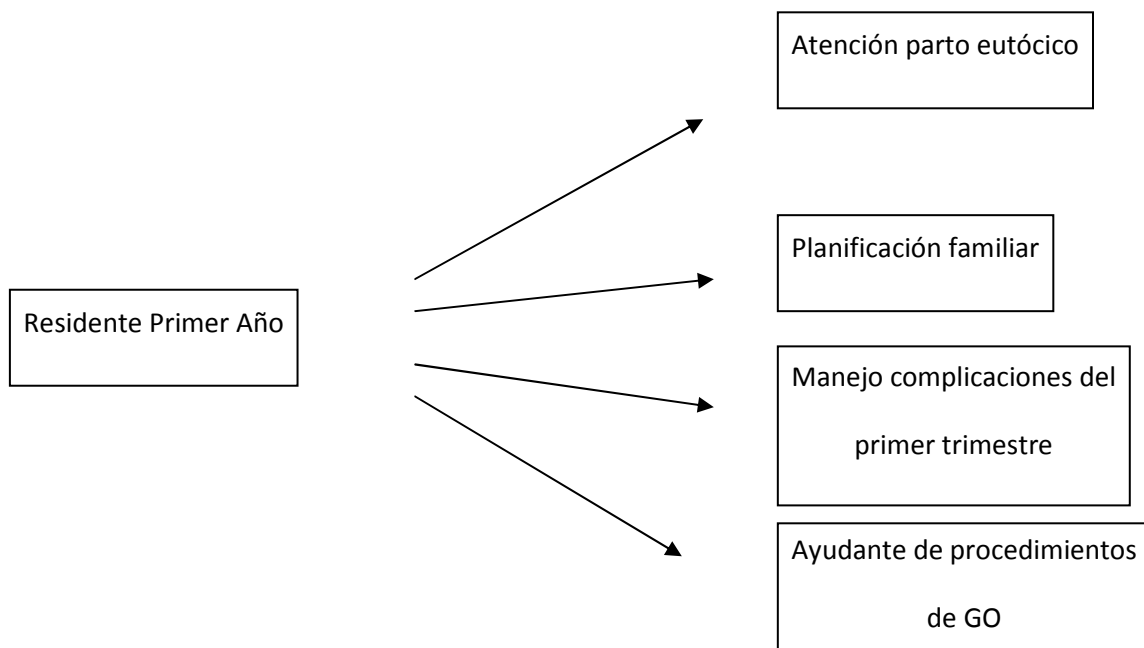 Atención parto eutócico
Planificación familiar
Residente Primer Año
Manejo complicaciones del
primer trimestre
Ayudante de procedimientos
de GO